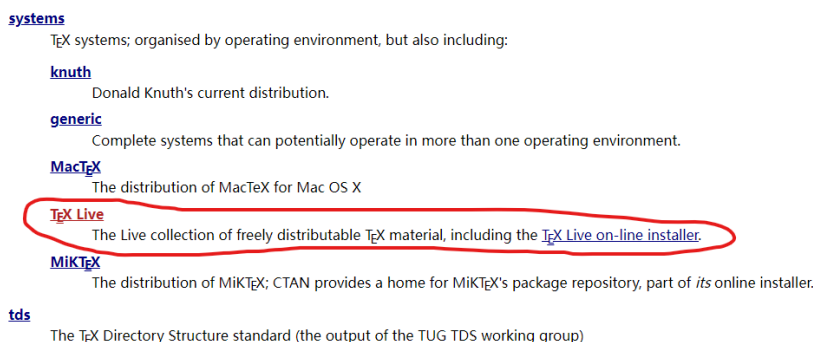 systems
TEX systems; organised by operating environment, but also including:
knuth
Donald Knuth's current distribution.
generic
Complete systems that can potentially operate in more than one operating environment.
MacTEX
The distribution of MacTeX for Mac OS X
TEX Live
The Live collection of freely distributable TEX material, including the TEX Live on-line installer.
MiKTEX
The distribution of MiKTEX; CTAN provides a home for MiKTEX's package repository, part of its online installer.
tds
The TEX Directory Structure standard (the output of the TUG TDS working group)